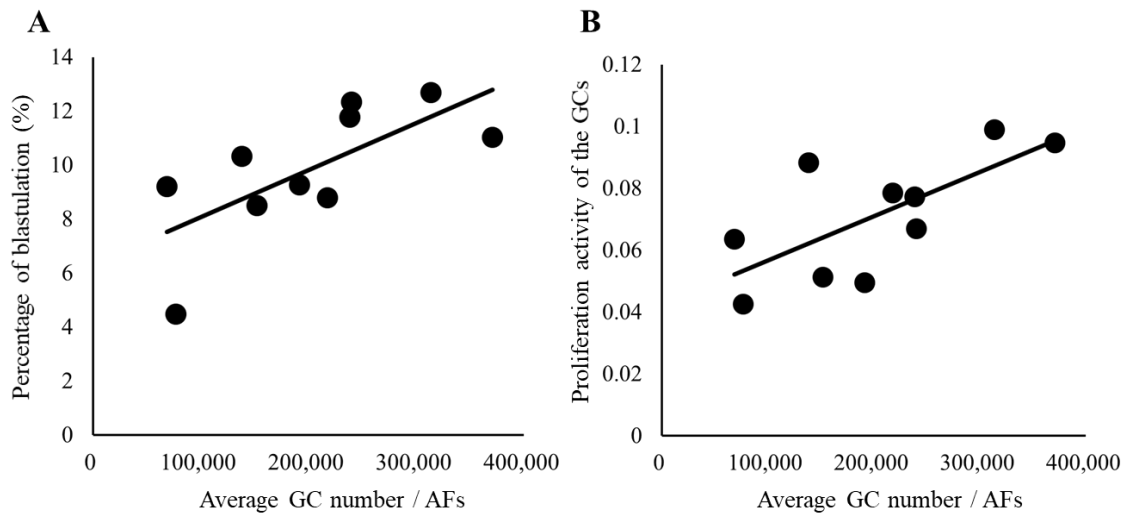 A
Percentage of blastulation (%)
14
12
10
8
6
4
2
0
0 100,000 200,000 300,000 400,000
Average GC number / AFs
B
Proliferation activity of the GCs
0.12
0.1
0.08
0.06
0.04
0.02
0
0 100,000 200,000 300,000 400,000
Average GC number / AFs